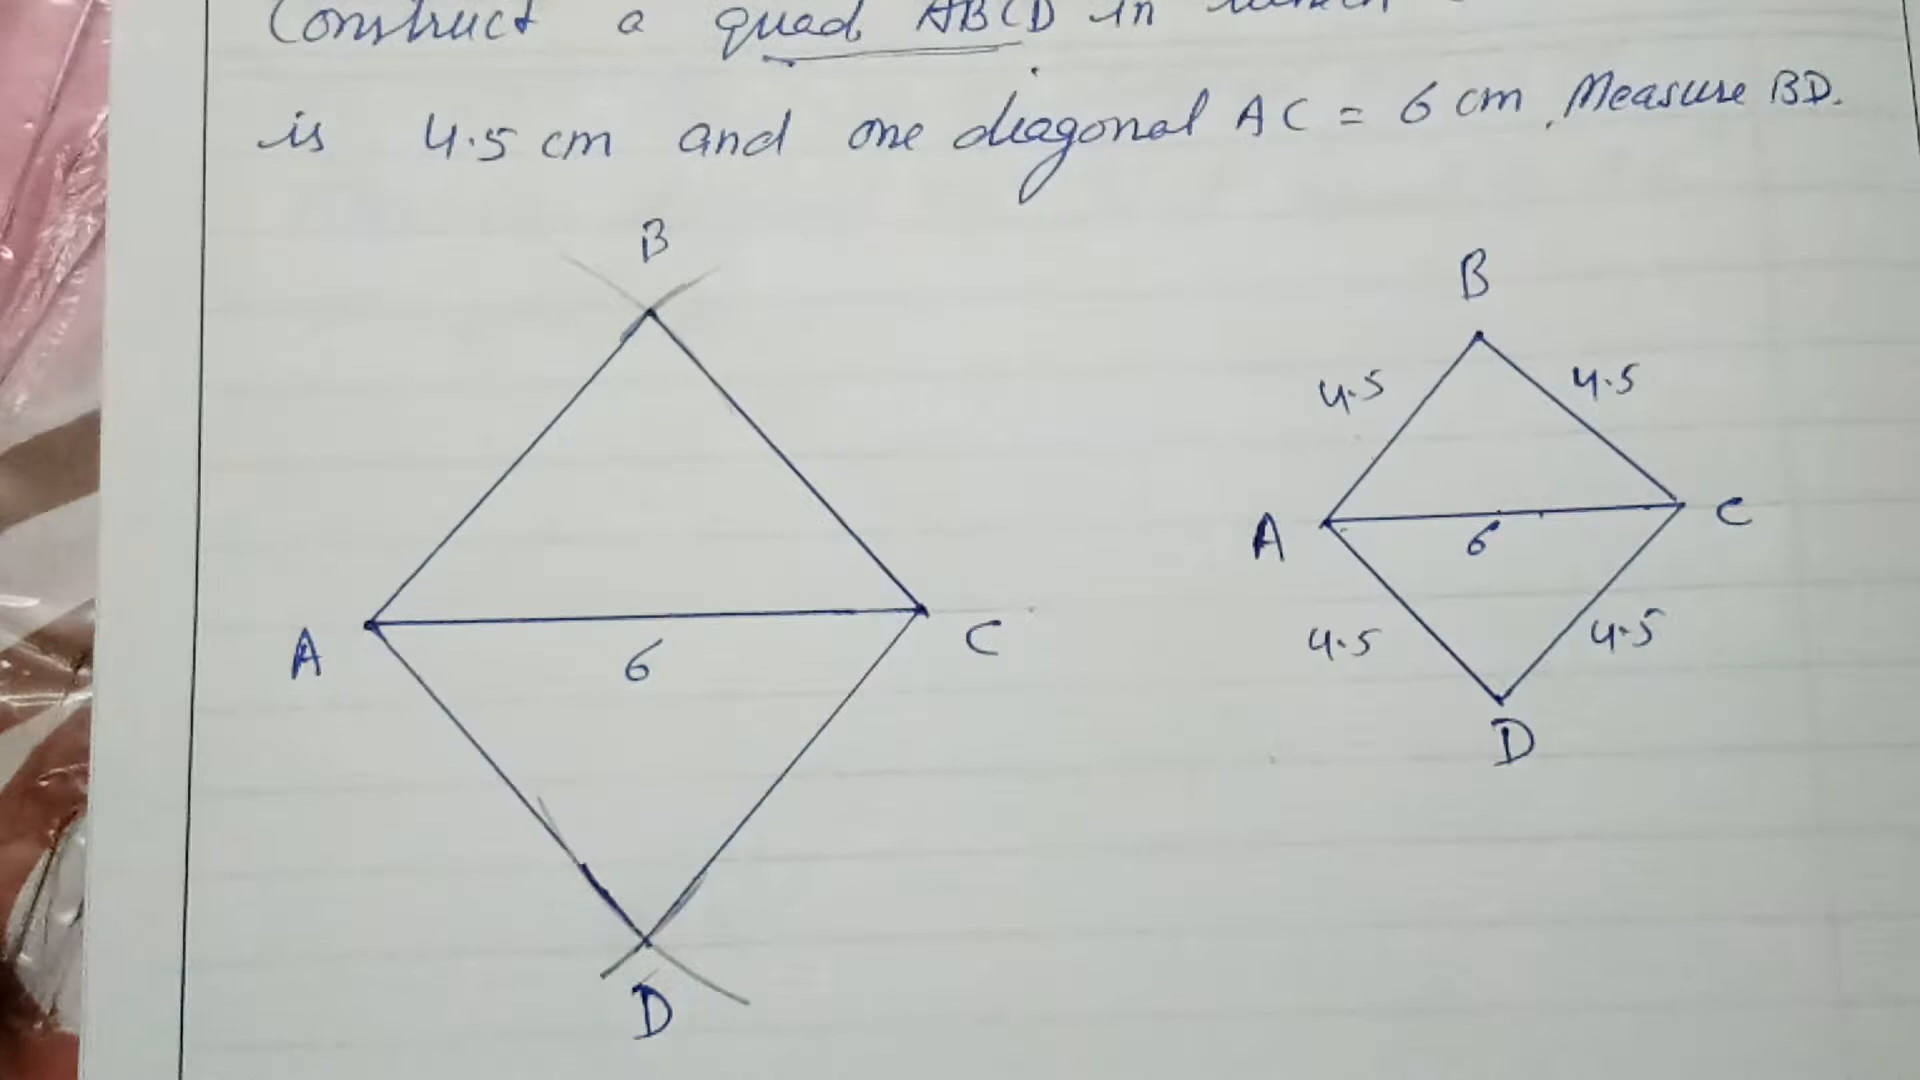 Construct a quad ABCD in which
is 4.5 cm and one diagonal AC = 6 cm. Measure BD.
B
B
4.5 4.5
A C
6
A 6 C
4.5 4.5
D
D